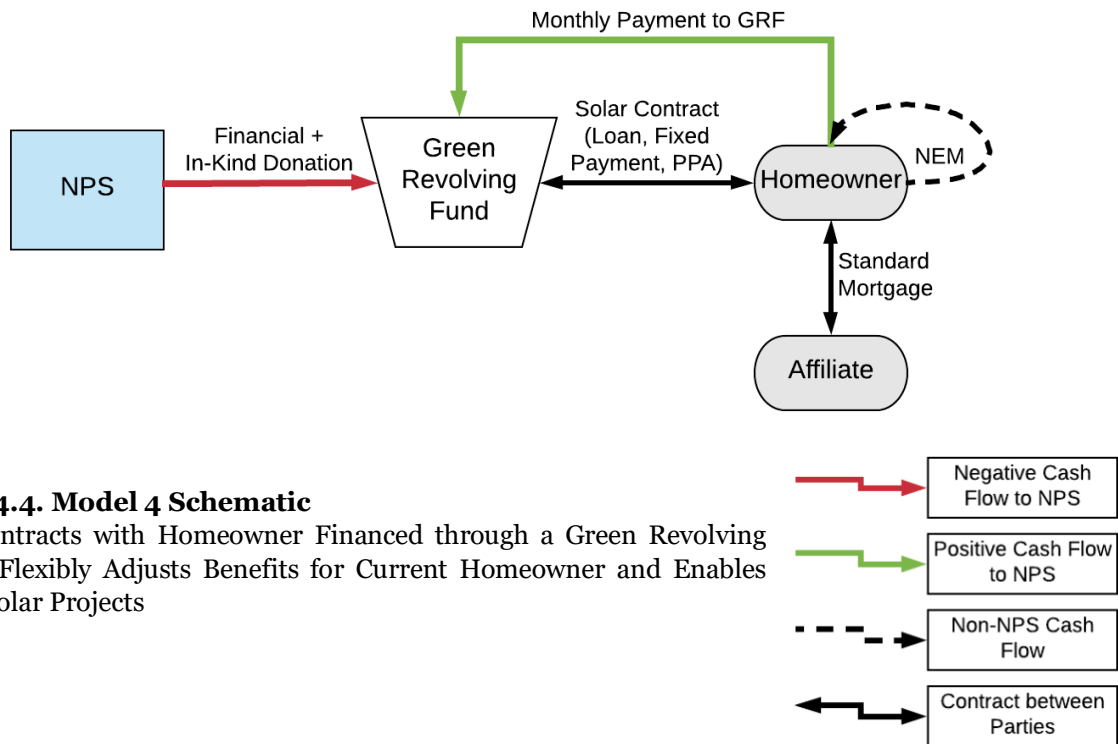 Monthly Payment to GRF
Financial +
In-Kind Donation
Solar Contract
(Loan, Fixed
Payment, PPA)
NPS
Green
Revolving
Fund
Homeowner
NEM
Standard
Mortgage
Affiliate
4.4. Model 4 Schematic
ntracts with Homeowner Financed through a Green Revolving
Flexibly Adjusts Benefits for Current Homeowner and Enables
olar Projects
Negative Cash
Flow to NPS
Positive Cash Flow
to NPS
Non-NPS Cash
Flow
Contract between
Parties